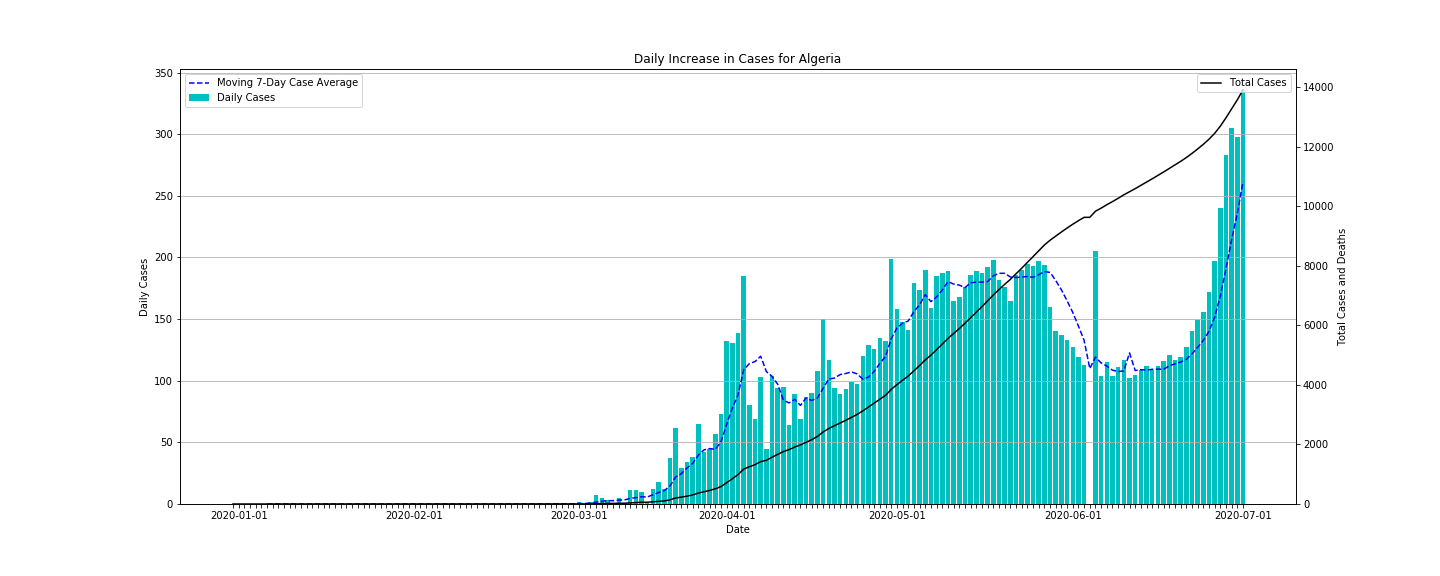 Daily Increase in Cases for Algeria
Moving 7-Day Case Average
Daily Cases
Total Cases
350
300
250
200
150
100
50
0
Daily Cases
14000
12000
10000
8000
6000
4000
2000
0
Total Cases and Deaths
2020-01-01 2020-02-01 2020-03-01 2020-04-01 2020-05-01 2020-06-01 2020-07-01
Date